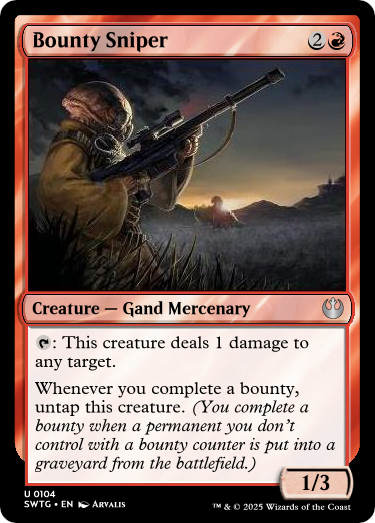 Bounty Sniper 2
Creature — Gand Mercenary
: This creature deals 1 damage to
any target.
Whenever you complete a bounty,
untap this creature. (You complete a
bounty when a permanent you don't
control with a bounty counter is put into a
graveyard from the battlefield.)
1/3
U 0104
SWTG • EN ARVALIS
™ & © 2025 Wizards of the Coast